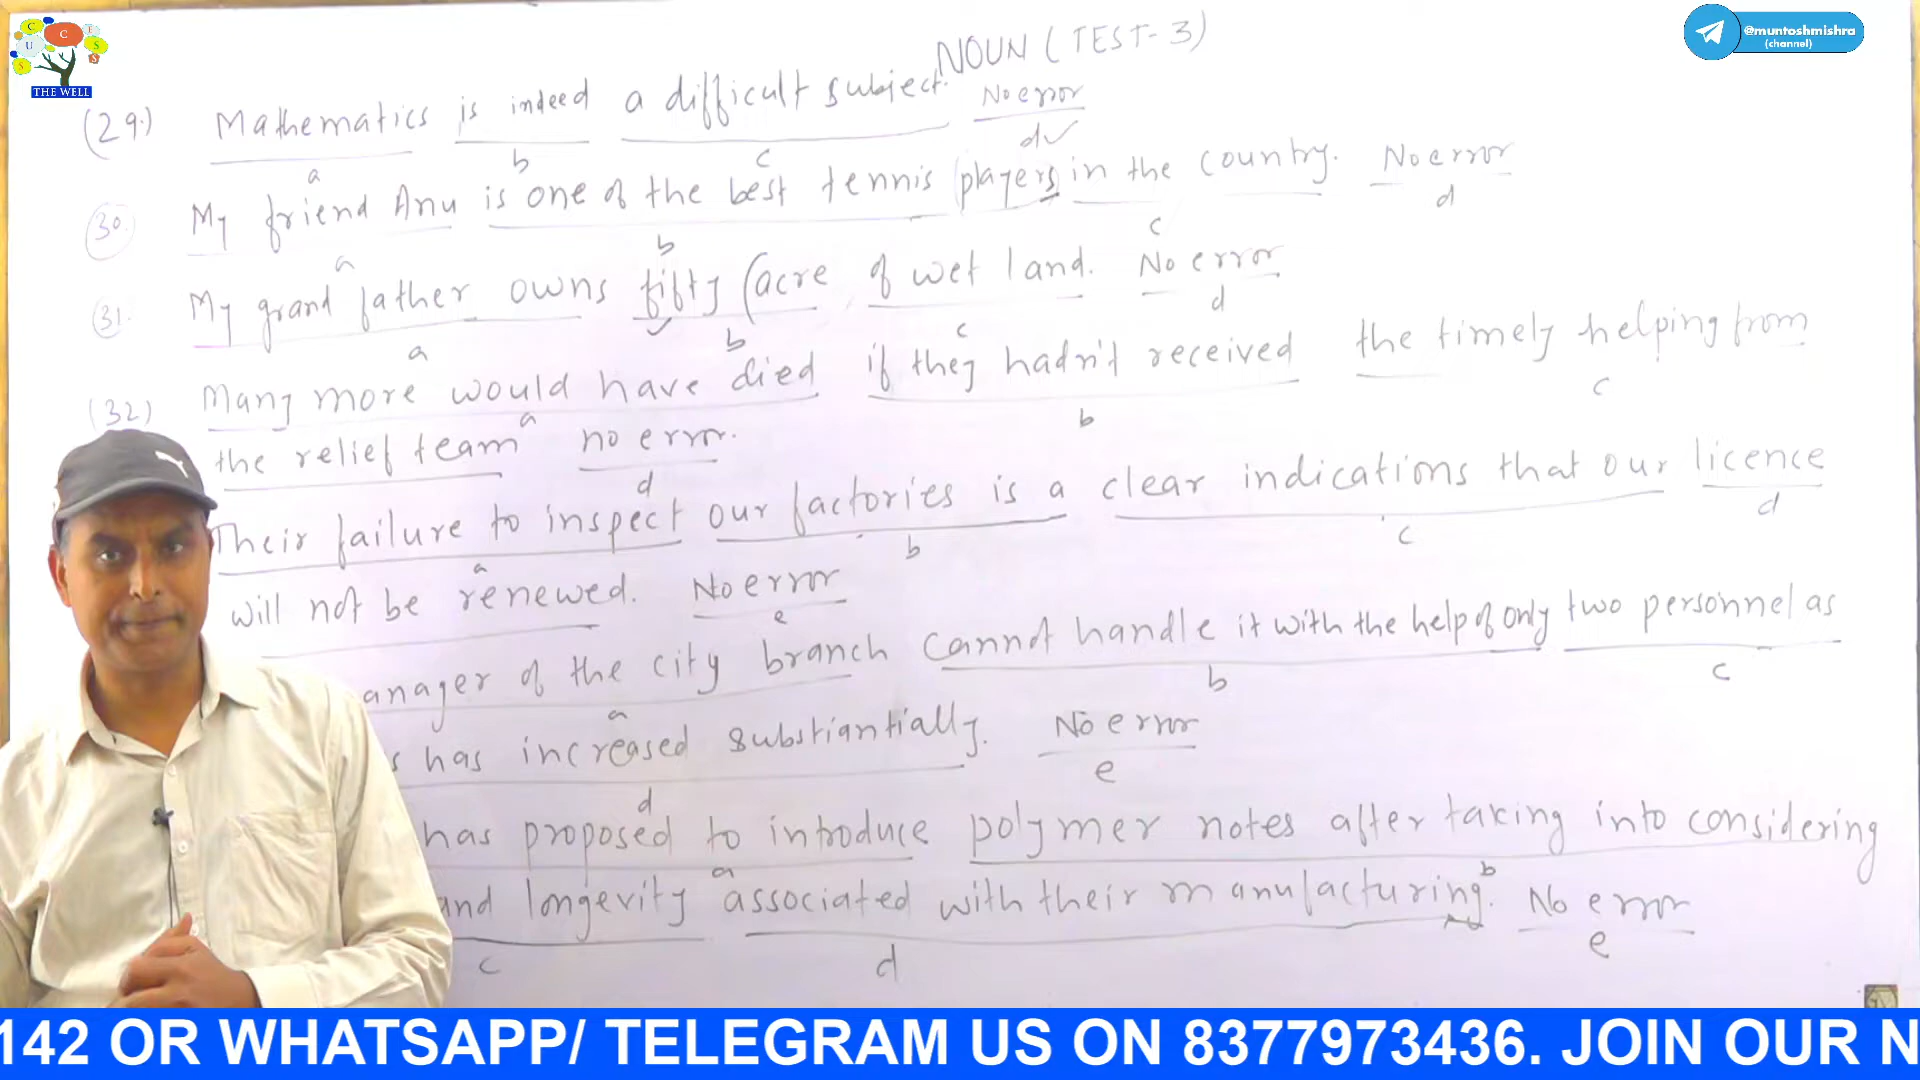 NOUN (TEST-3)
@muntoshmishra
(channel)
C
C
E
U
S
S
S
THE WELL
(29.) Mathematics is indeed a difficult subject. No error
a b c d✓
30. My friend Anu is one of the best tennis (players in the country. No error
a b c d
31. My grand father owns fifty (acre of wet land. No error
a b c d
(32) Many more would have died if they hadn't received the timely helping from
a b c
the relief team no error.
d
Their failure to inspect our factories is a clear indications that our licence
a b c d
will not be renewed. No error
e
anager of the city branch cannot handle it with the help of only two personnel as
a b c
s has increased substiantially. No error
d e
has proposed to introduce polymer notes after taking into considering
a b
and longevity associated with their manufacturing. No error
c d e
142 OR WHATSAPP/ TELEGRAM US ON 8377973436. JOIN OUR N